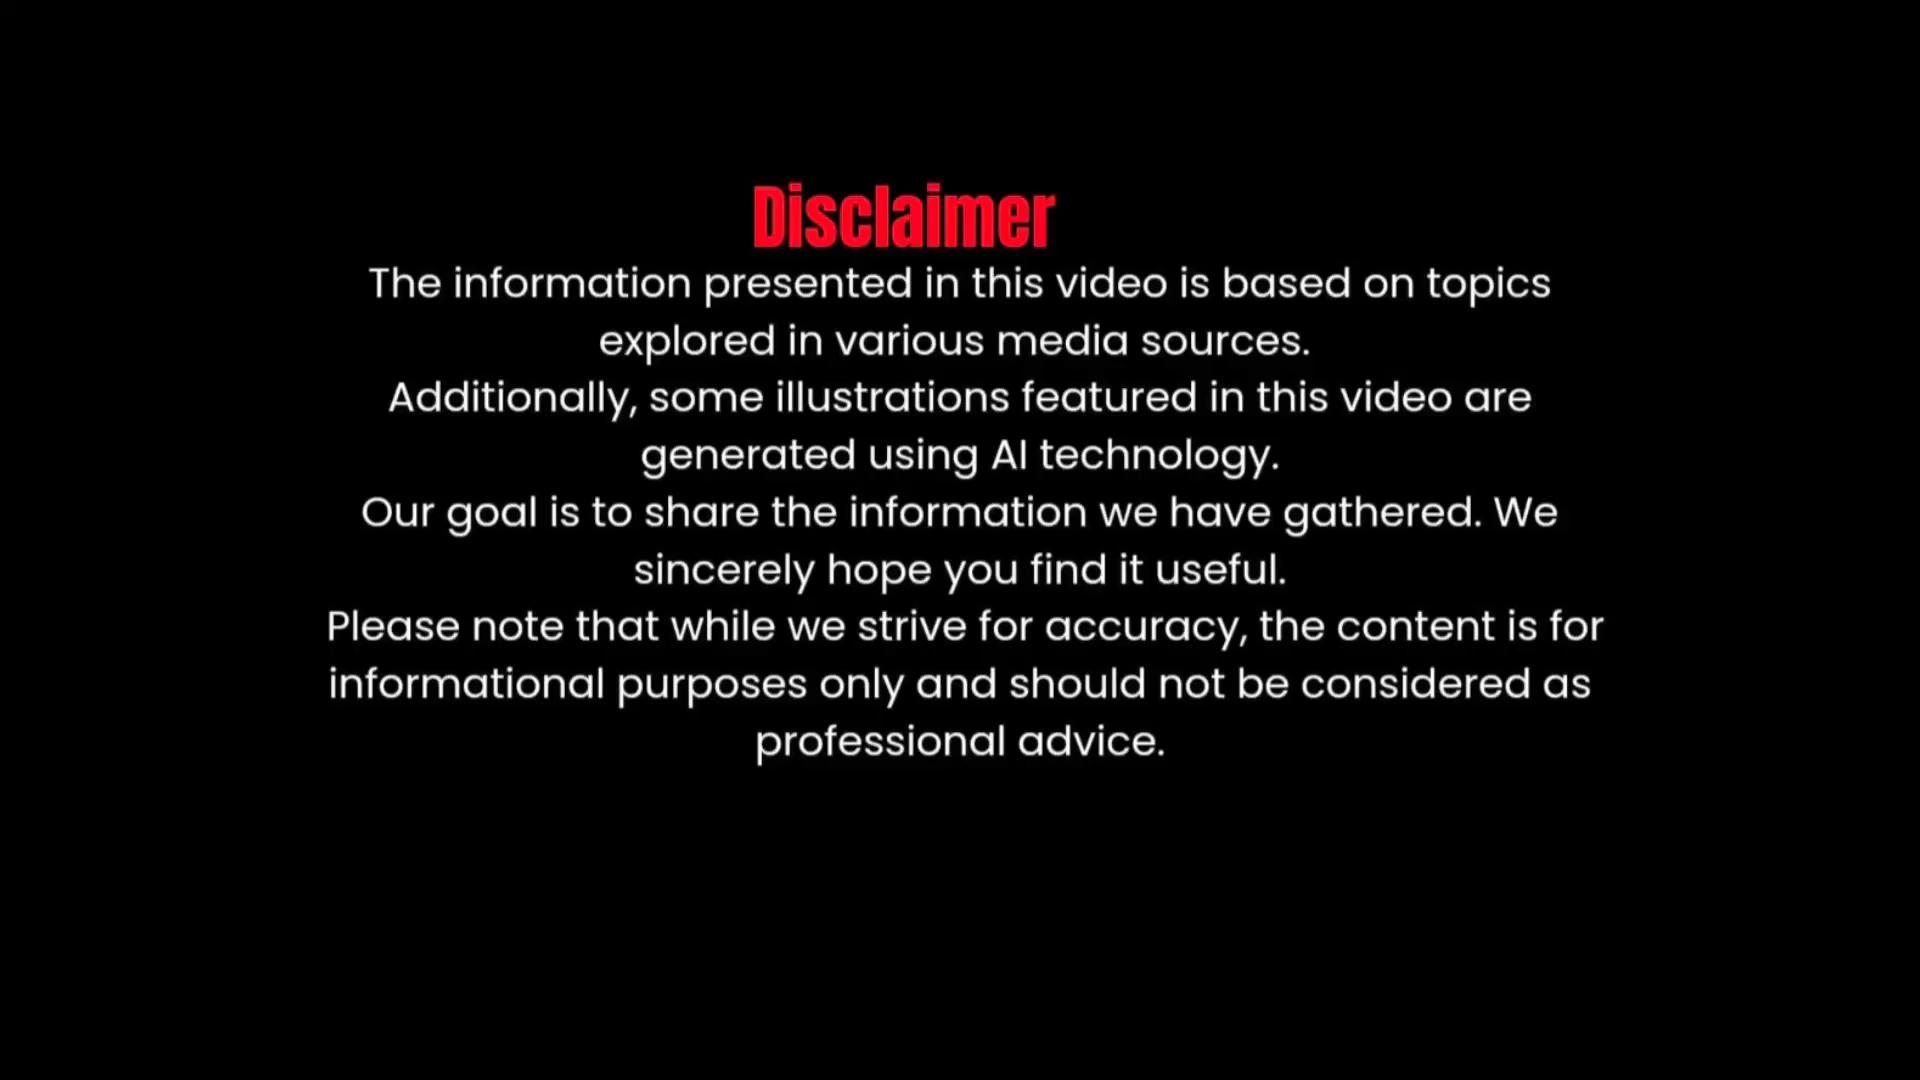 Disclaimer
The information presented in this video is based on topics
explored in various media sources.
Additionally, some illustrations featured in this video are
generated using AI technology.
Our goal is to share the information we have gathered. We
sincerely hope you find it useful.
Please note that while we strive for accuracy, the content is for
informational purposes only and should not be considered as
professional advice.